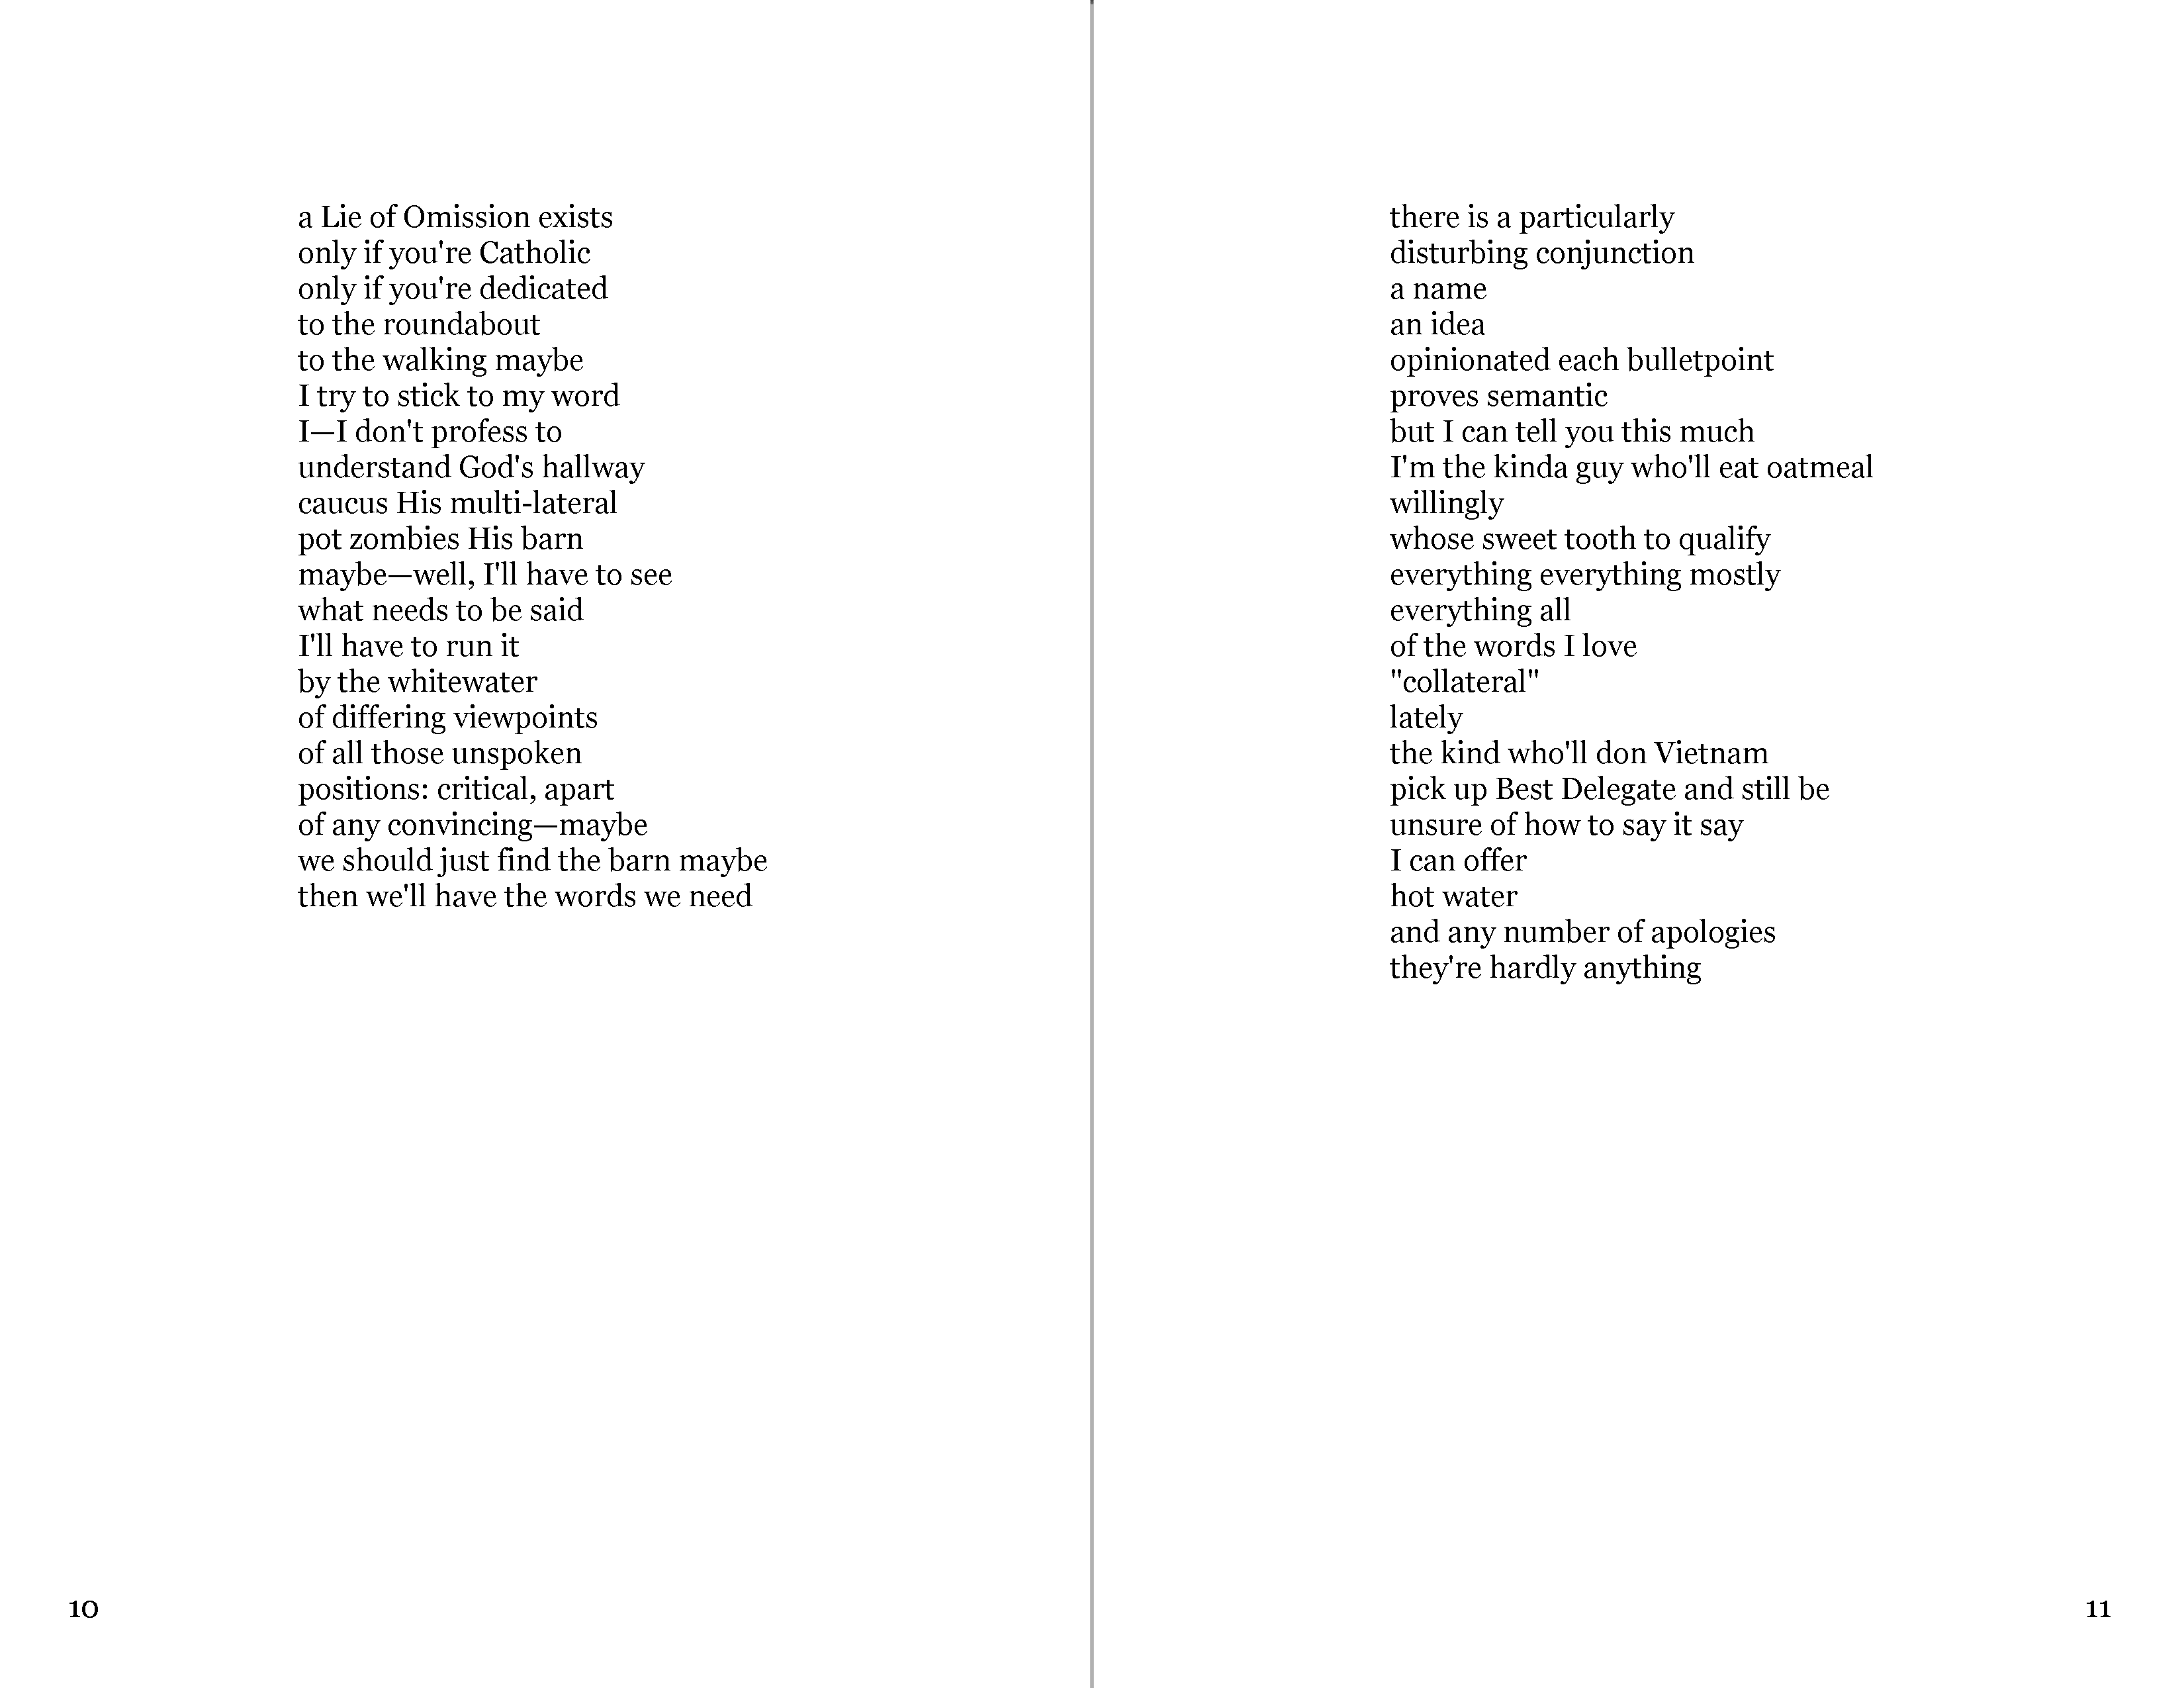 a Lie of Omission exists
only if you're Catholic
only if you're dedicated
to the roundabout
to the walking maybe
I try to stick to my word
I—I don't profess to
understand God's hallway
caucus His multi-lateral
pot zombies His barn
maybe—well, I'll have to see
what needs to be said
I'll have to run it
by the whitewater
of differing viewpoints
of all those unspoken
positions: critical, apart
of any convincing—maybe
we should just find the barn maybe
then we'll have the words we need
10
there is a particularly
disturbing conjunction
a name
an idea
opinionated each bulletpoint
proves semantic
but I can tell you this much
I'm the kinda guy who'll eat oatmeal
willingly
whose sweet tooth to qualify
everything everything mostly
everything all
of the words I love
"collateral"
lately
the kind who'll don Vietnam
pick up Best Delegate and still be
unsure of how to say it say
I can offer
hot water
and any number of apologies
they're hardly anything
11